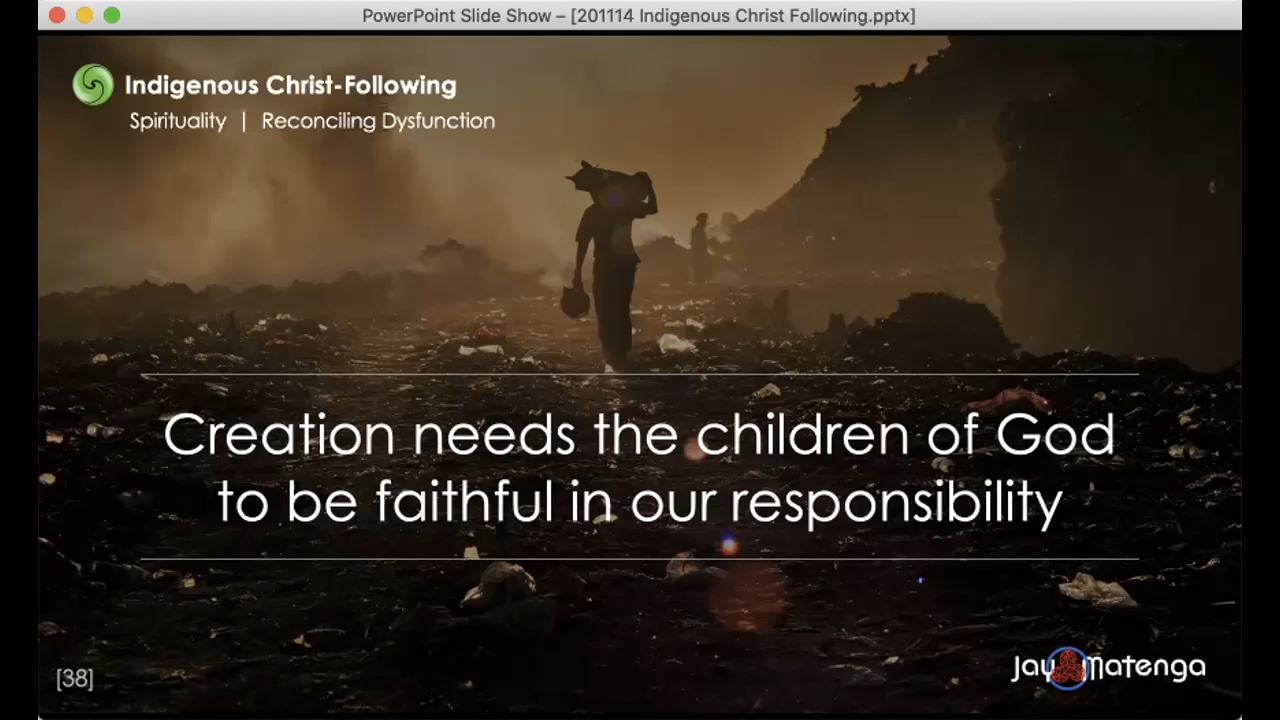 PowerPoint Slide Show – [201114 Indigenous Christ Following.pptx]
Indigenous Christ-Following
Spirituality | Reconciling Dysfunction
Creation needs the children of God
to be faithful in our responsibility
[38]
Jay Matenga